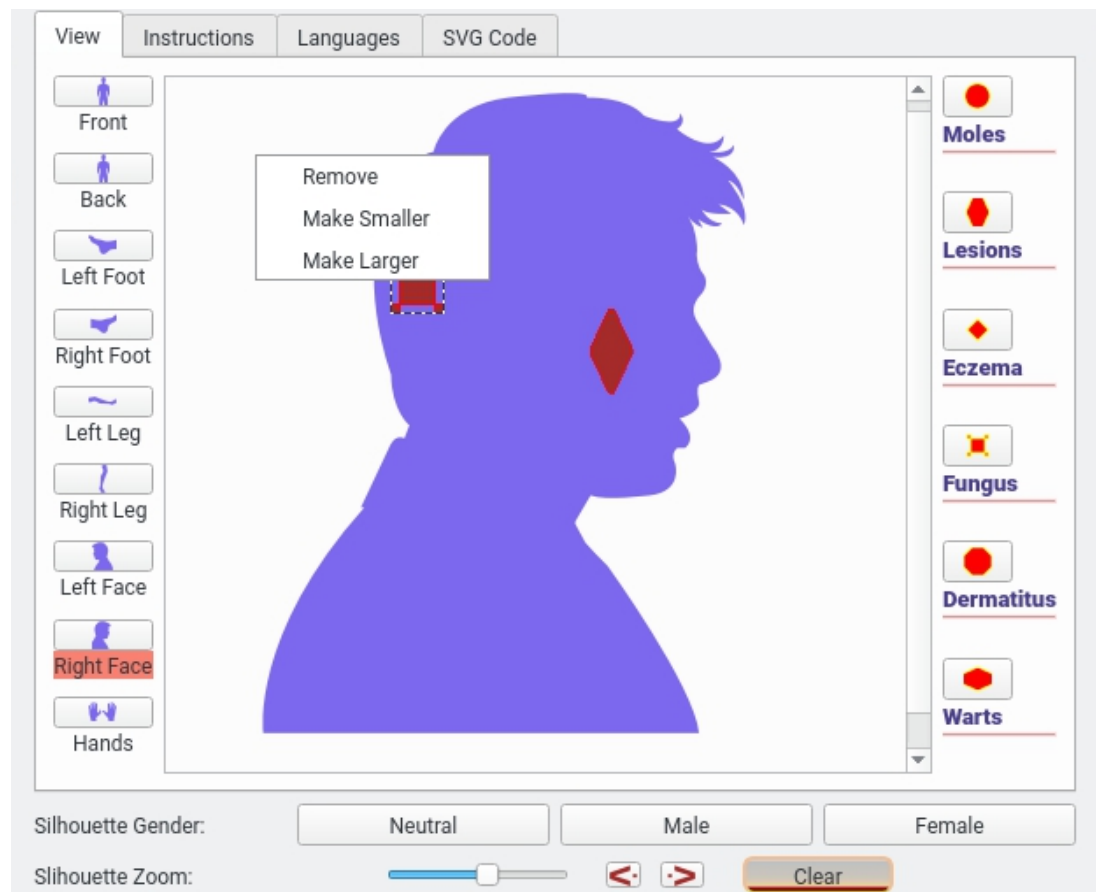 View
Instructions
Languages
SVG Code
Front
Back
Left Foot
Right Foot
Left Leg
Right Leg
Left Face
Right Face
Hands
Remove
Make Smaller
Make Larger
Moles
Lesions
Eczema
Fungus
Dermatitus
Warts
Silhouette Gender:
Neutral
Male
Female
Slihouette Zoom:
Clear